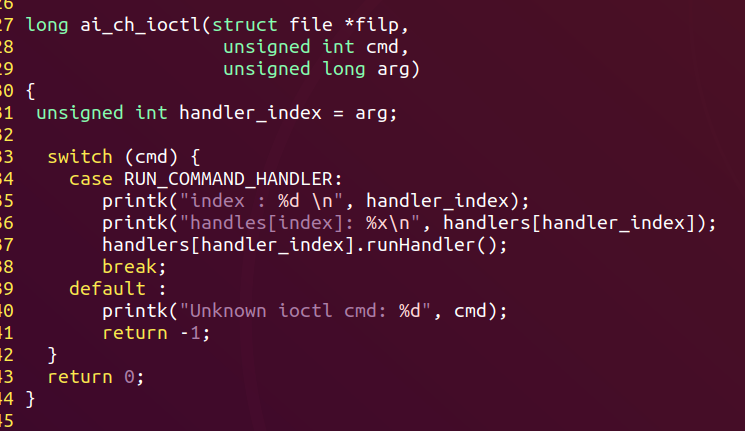 26
27 long ai_ch_ioctl(struct file *filp,
28 unsigned int cmd,
29 unsigned long arg)
30 {
31 unsigned int handler_index = arg;
32
33 switch (cmd) {
34 case RUN_COMMAND_HANDLER:
35 printk("index : %d \n", handler_index);
36 printk("handles[index]: %x\n", handlers[handler_index]);
37 handlers[handler_index].runHandler();
38 break;
39 default :
40 printk("Unknown ioctl cmd: %d", cmd);
41 return -1;
42 }
43 return 0;
44 }
45